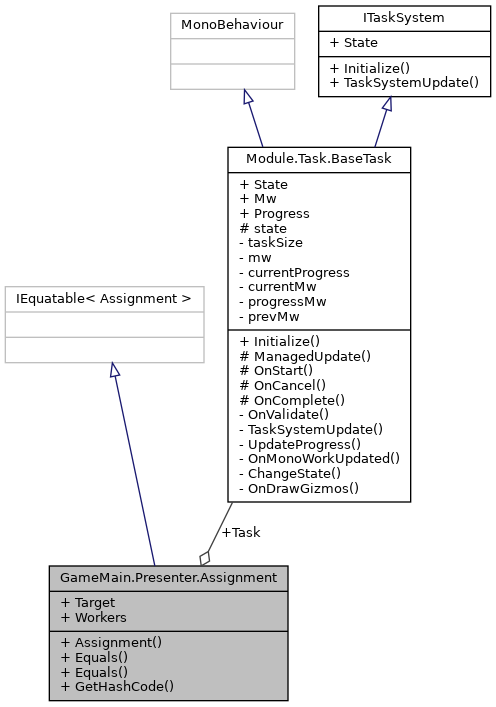 MonoBehaviour
ITaskSystem
+ State
+ Initialize()
+ TaskSystemUpdate()
Module.Task.BaseTask
+ State
+ Mw
+ Progress
# state
- taskSize
- mw
- currentProgress
- currentMw
- progressMw
- prevMw
+ Initialize()
# ManagedUpdate()
# OnStart()
# OnCancel()
# OnComplete()
- OnValidate()
- TaskSystemUpdate()
- UpdateProgress()
- OnMonoWorkUpdated()
- ChangeState()
- OnDrawGizmos()
IEquatable< Assignment >
+Task
GameMain.Presenter.Assignment
+ Target
+ Workers
+ Assignment()
+ Equals()
+ Equals()
+ GetHashCode()